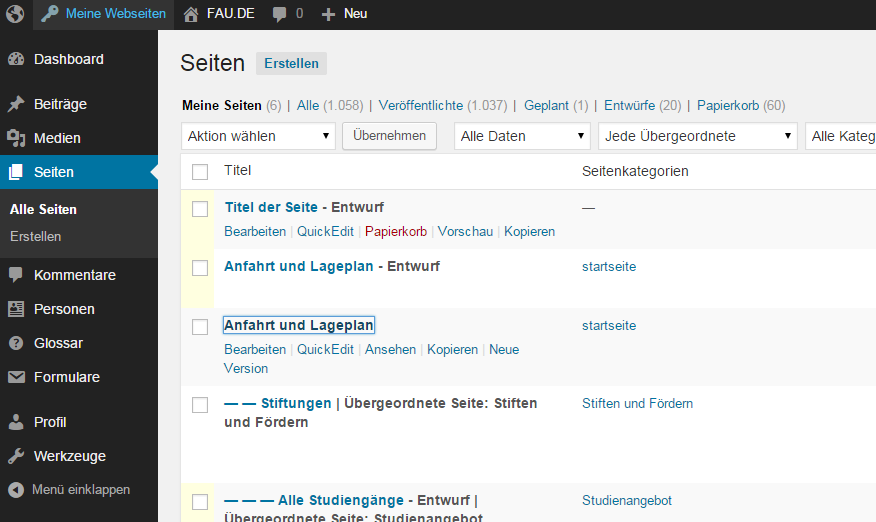 Meine Webseiten FAU.DE 0 Neu
Dashboard
Beiträge
Medien
Seiten
Alle Seiten
Erstellen
Kommentare
Personen
Glossar
Formulare
Profil
Werkzeuge
Menü einklappen
Seiten Erstellen
Meine Seiten (6) | Alle (1.058) | Veröffentlichte (1.037) | Geplant (1) | Entwürfe (20) | Papierkorb (60)
Aktion wählen Übernehmen Alle Daten Jede Übergeordnete Alle Kateg
Titel Seitenkategorien
Titel der Seite - Entwurf —
Bearbeiten | QuickEdit | Papierkorb | Vorschau | Kopieren
Anfahrt und Lageplan - Entwurf startseite
Anfahrt und Lageplan startseite
Bearbeiten | QuickEdit | Ansehen | Kopieren | Neue
Version
— — Stiftungen | Übergeordnete Seite: Stiften Stiften und Fördern
und Fördern
— — — Alle Studiengänge - Entwurf | Studienangebot
Übergeordnete Seite: Studienangebot